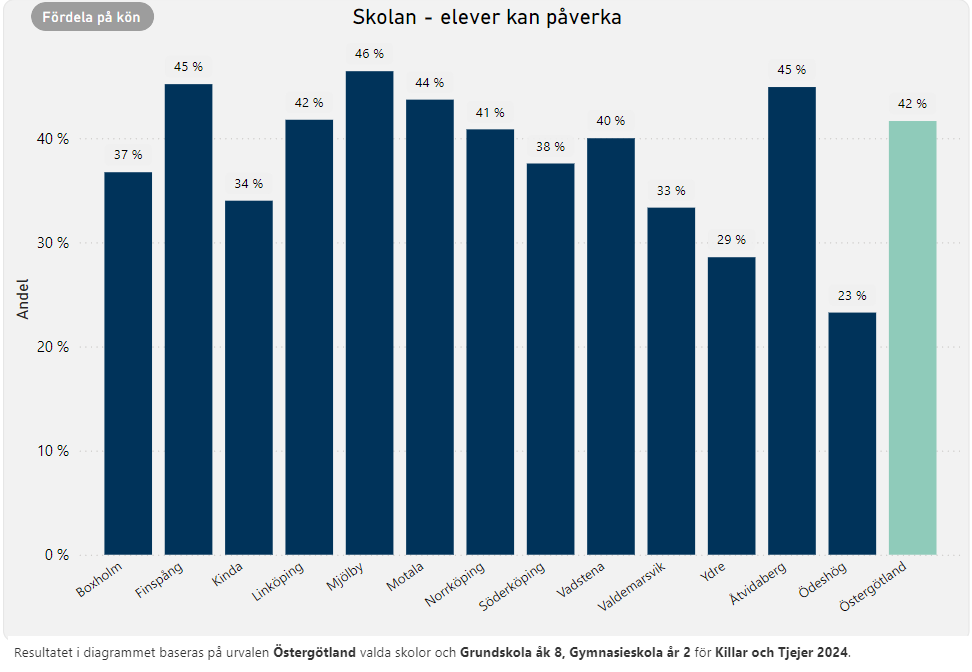 Fördela på kön
Skolan - elever kan påverka
46 %
45 %
45 %
44 %
42 %
42 %
41 %
40 %
40 %
38 %
37 %
34 %
33 %
30 %
29 %
23 %
Andel
20 %
10 %
0 %
Boxholm
Finspång
Kinda
Linköping
Mjölby
Motala
Norrköping
Söderköping
Vadstena
Valdemarsvik
Ydre
Åtvidaberg
Ödeshög
Östergötland
Resultatet i diagrammet baseras på urvalen Östergötland valda skolor och Grundskola åk 8, Gymnasieskola år 2 för Killar och Tjejer 2024.